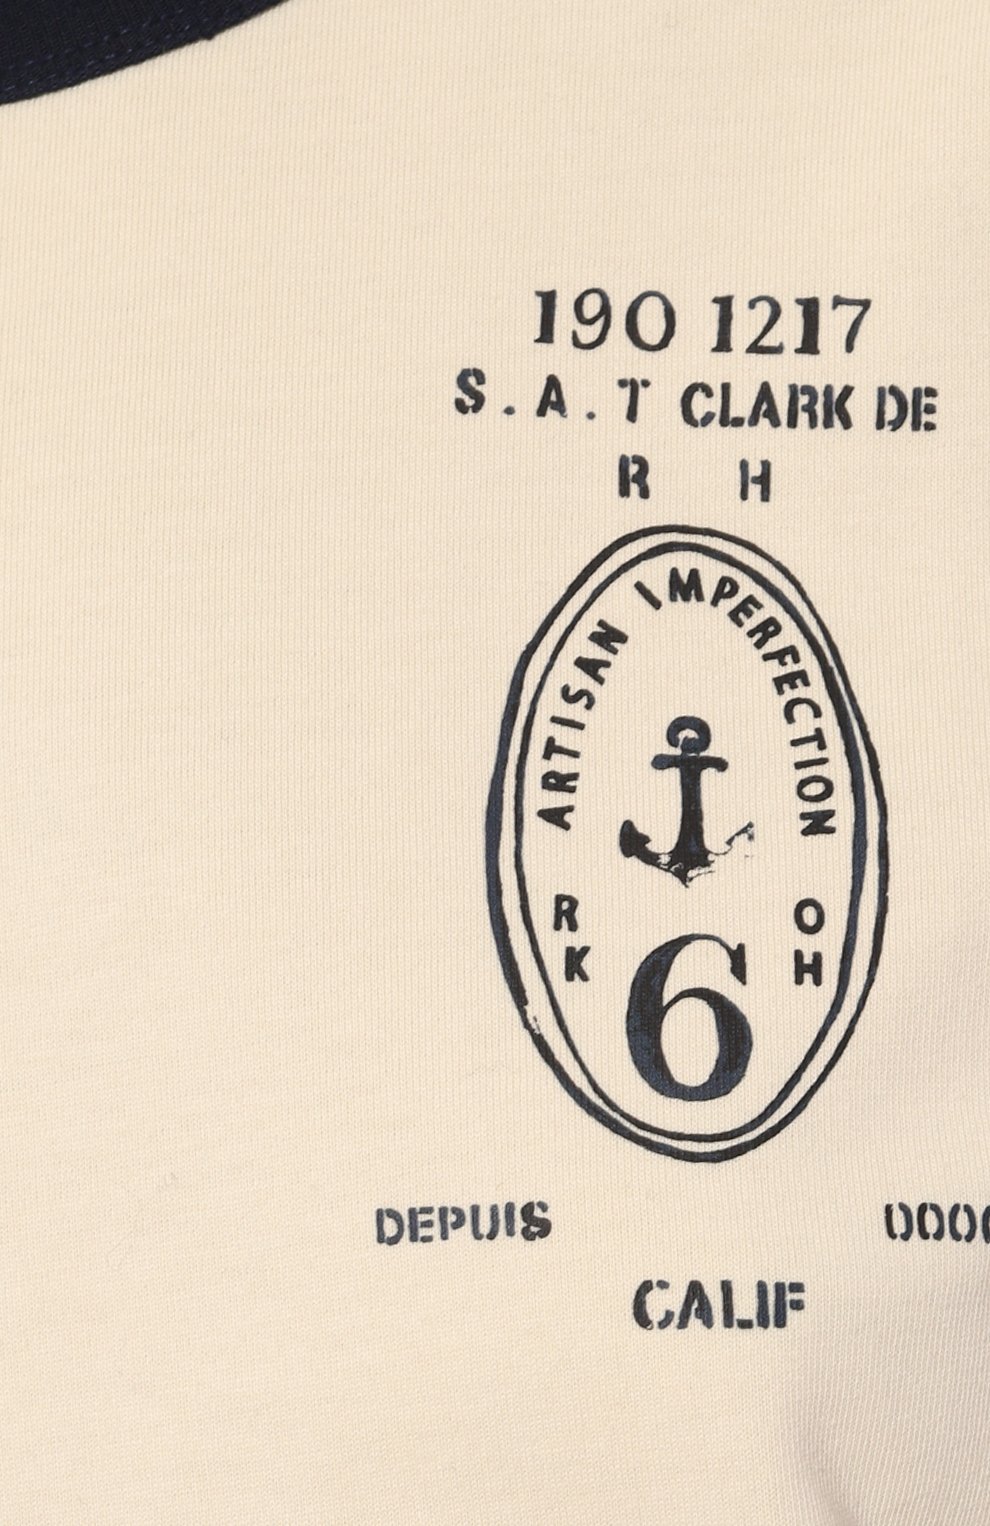 190 1217
S.A.T CLARK DE
R H
ARTISAN IMPERFECTION
R O
K H
6
DEPUIS
CALIF